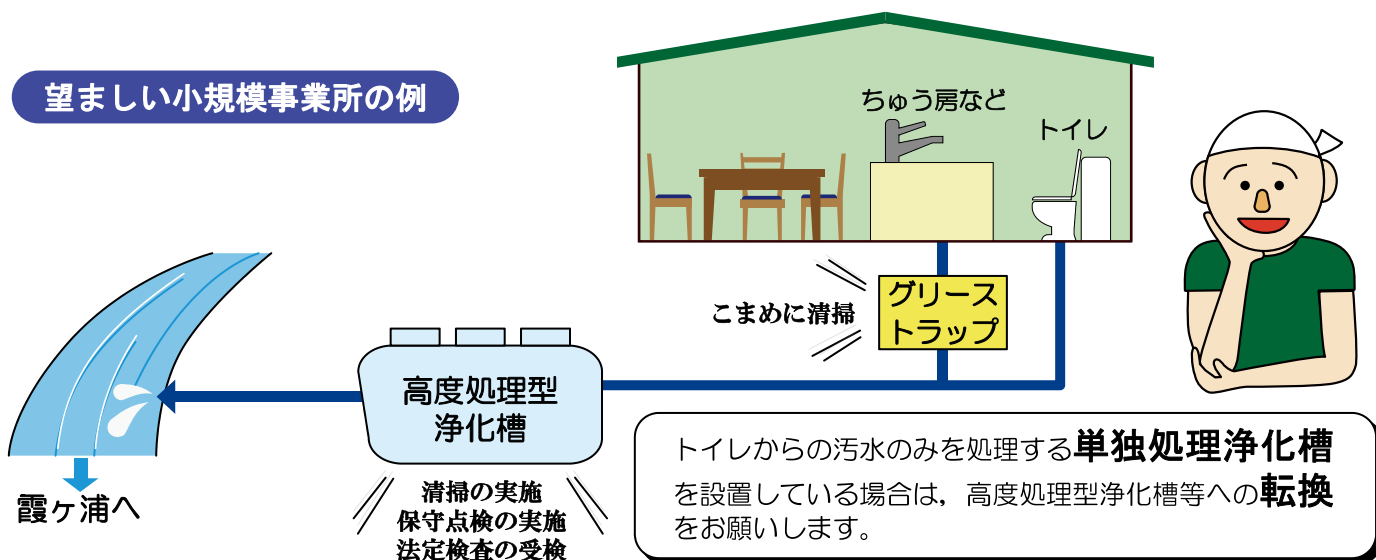 望ましい小規模事業所の例
ちゅう房など
トイレ
グリース
トラップ
こまめに清掃
高度処理型
浄化槽
清掃の実施
保守点検の実施
法定検査の受検
霞ヶ浦へ
トイレからの汚水のみを処理する単独処理浄化槽
を設置している場合は，高度処理型浄化槽等への転換
をお願いします。